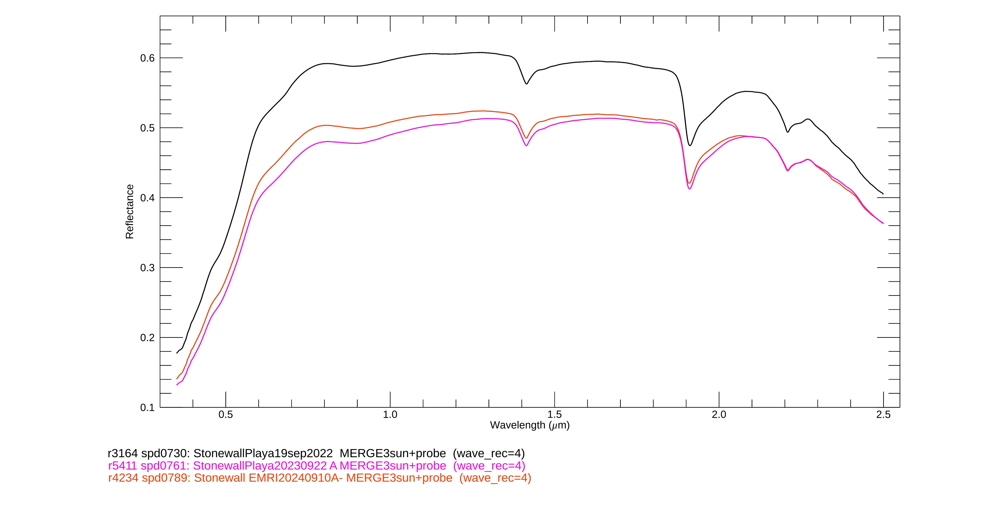 0.6
0.5
0.4
0.3
0.2
0.1
Reflectance
0.5 1.0 1.5 2.0 2.5
Wavelength (μm)
r3164 spd0730: StonewallPlaya19sep2022 MERGE3sun+probe (wave_rec=4)
r5411 spd0761: StonewallPlaya20230922 A MERGE3sun+probe (wave_rec=4)
r4234 spd0789: Stonewall EMRI20240910A- MERGE3sun+probe (wave_rec=4)